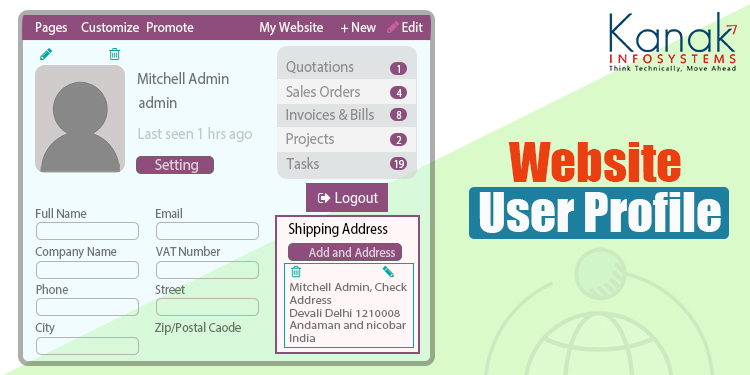 Pages Customize Promote My Website + New Edit
Mitchell Admin
admin
Last seen 1 hrs ago
Setting
Quotations 1
Sales Orders 4
Invoices & Bills 8
Projects 2
Tasks 19
Logout
Full Name Email
Company Name VAT Number
Phone Street
City Zip/Postal Caode
Shipping Address
Add and Address
Mitchell Admin, Check
Address
Devali Delhi 1210008
Andaman and nicobar
India
Kanak
INFOSYSTEMS
Think Technically, Move Ahead
Website
User Profile